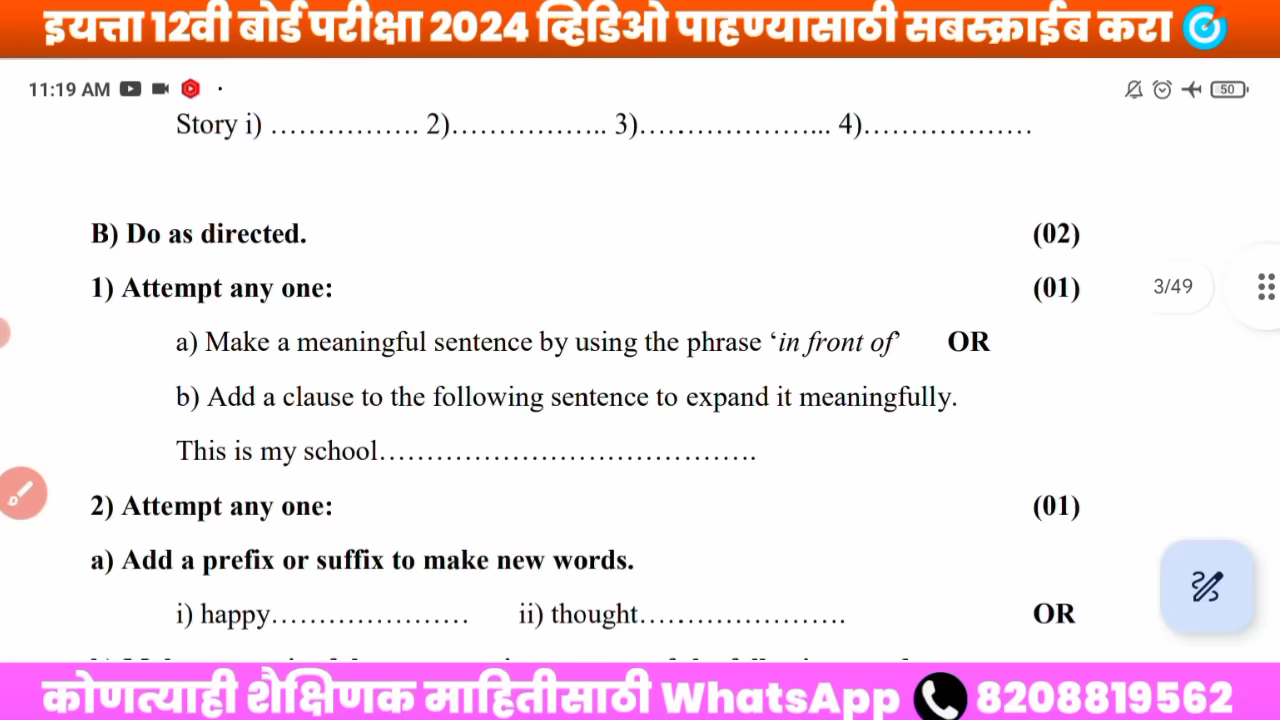 इयत्ता 12वी बोर्ड परीक्षा 2024 व्हिडिओ पाहण्यासाठी सबस्क्राईब करा
11:19 AM
50
Story i) ................ 2)................. 3)..................... 4)..................
B) Do as directed. (02)
1) Attempt any one: (01)
3/49
a) Make a meaningful sentence by using the phrase ‘in front of’ OR
b) Add a clause to the following sentence to expand it meaningfully.
This is my school........................................
2) Attempt any one: (01)
a) Add a prefix or suffix to make new words.
i) happy..................... ii) thought...................... OR
कोणत्याही शैक्षिणक माहितीसाठी WhatsApp 8208819562